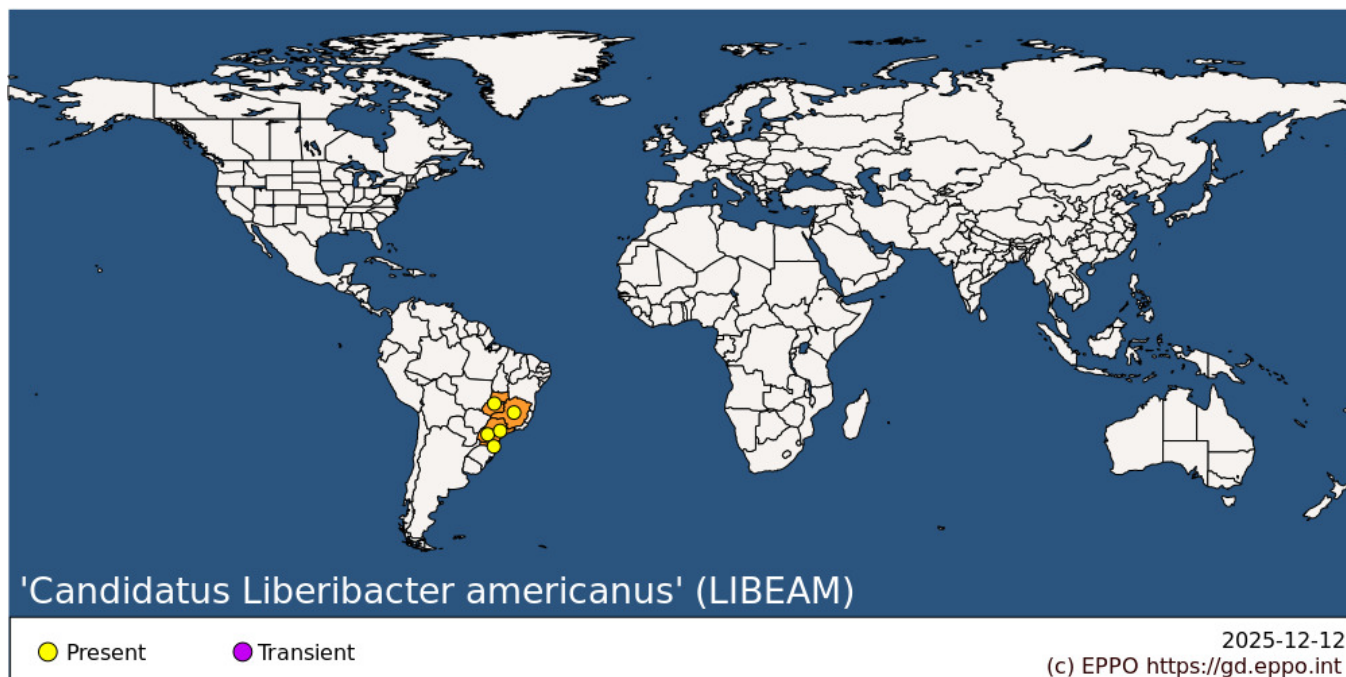 'Candidatus Liberibacter americanus' (LIBEAM)
Present
Transient
2025-12-12
(c) EPPO https://gd.eppo.int